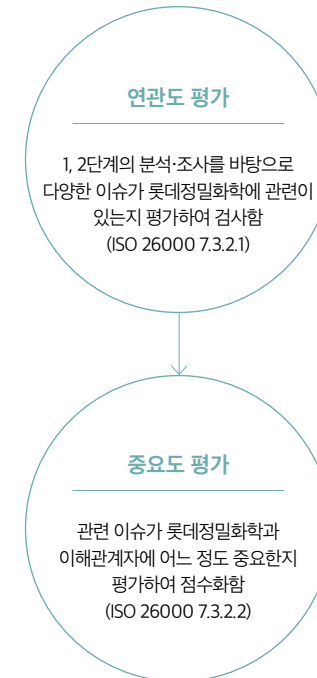 연관도 평가
1, 2단계의 분석·조사를 바탕으로
다양한 이슈가 롯데정밀화학에 관련이
있는지 평가하여 검사함
(ISO 26000 7.3.2.1)
중요도 평가
관련 이슈가 롯데정밀화학과
이해관계자에 어느 정도 중요한지
평가하여 점수화함
(ISO 26000 7.3.2.2)